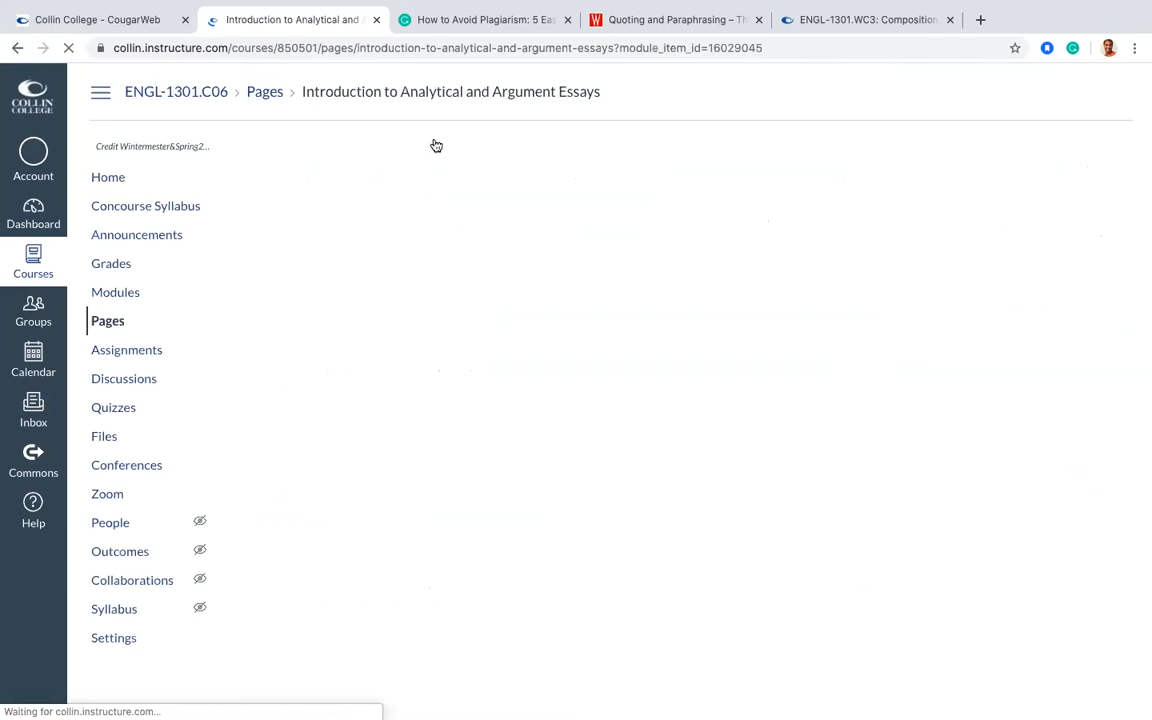 Collin College - CougarWeb
Introduction to Analytical and
How to Avoid Plagiarism: 5 Eas
Quoting and Paraphrasing – Th
ENGL-1301.WC3: Composition
collin.instructure.com/courses/850501/pages/introduction-to-analytical-and-argument-essays?module_item_id=16029045
COLLIN
COLLEGE
ENGL-1301.C06 › Pages › Introduction to Analytical and Argument Essays
Credit Wintermester&Spring2...
Account
Dashboard
Courses
Groups
Calendar
Inbox
Commons
Help
Home
Concourse Syllabus
Announcements
Grades
Modules
Pages
Assignments
Discussions
Quizzes
Files
Conferences
Zoom
People
Outcomes
Collaborations
Syllabus
Settings
Waiting for collin.instructure.com...